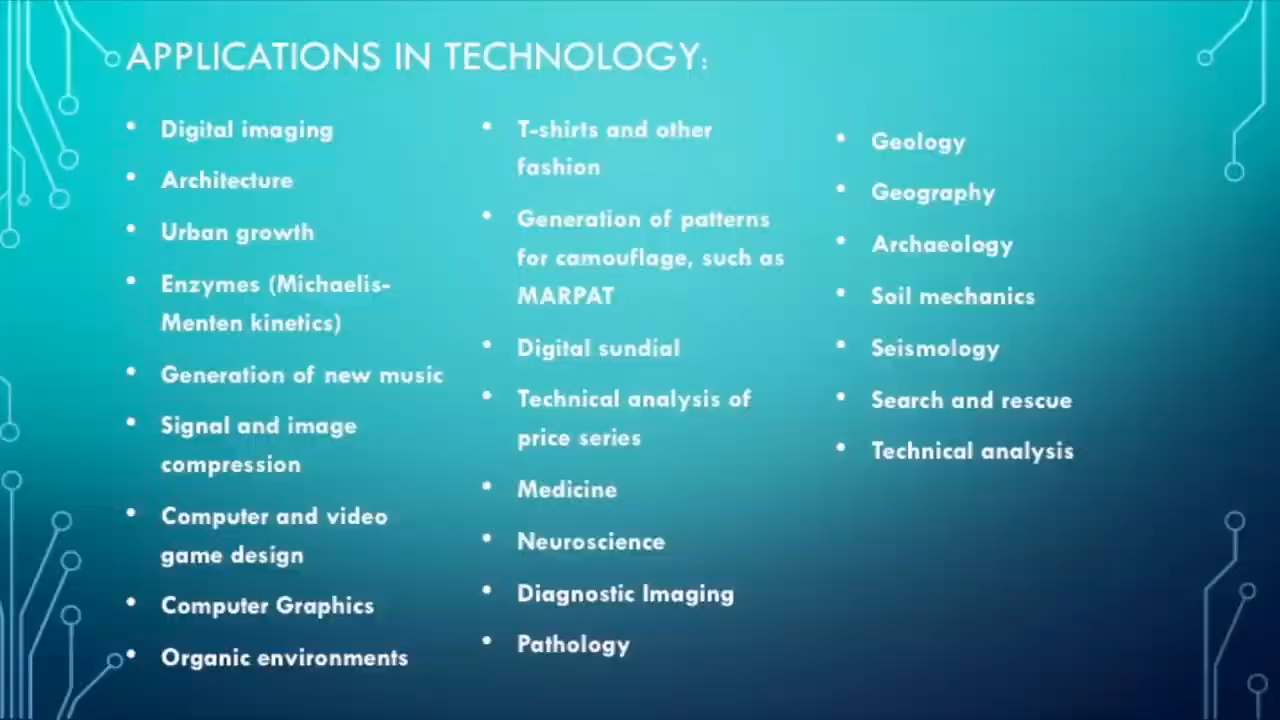 APPLICATIONS IN TECHNOLOGY:
• Digital imaging
• Architecture
• Urban growth
• Enzymes (Michaelis-
Menten kinetics)
• Generation of new music
• Signal and image
compression
• Computer and video
game design
• Computer Graphics
• Organic environments
• T-shirts and other
fashion
• Generation of patterns
for camouflage, such as
MARPAT
• Digital sundial
• Technical analysis of
price series
• Medicine
• Neuroscience
• Diagnostic Imaging
• Pathology
• Geology
• Geography
• Archaeology
• Soil mechanics
• Seismology
• Search and rescue
• Technical analysis